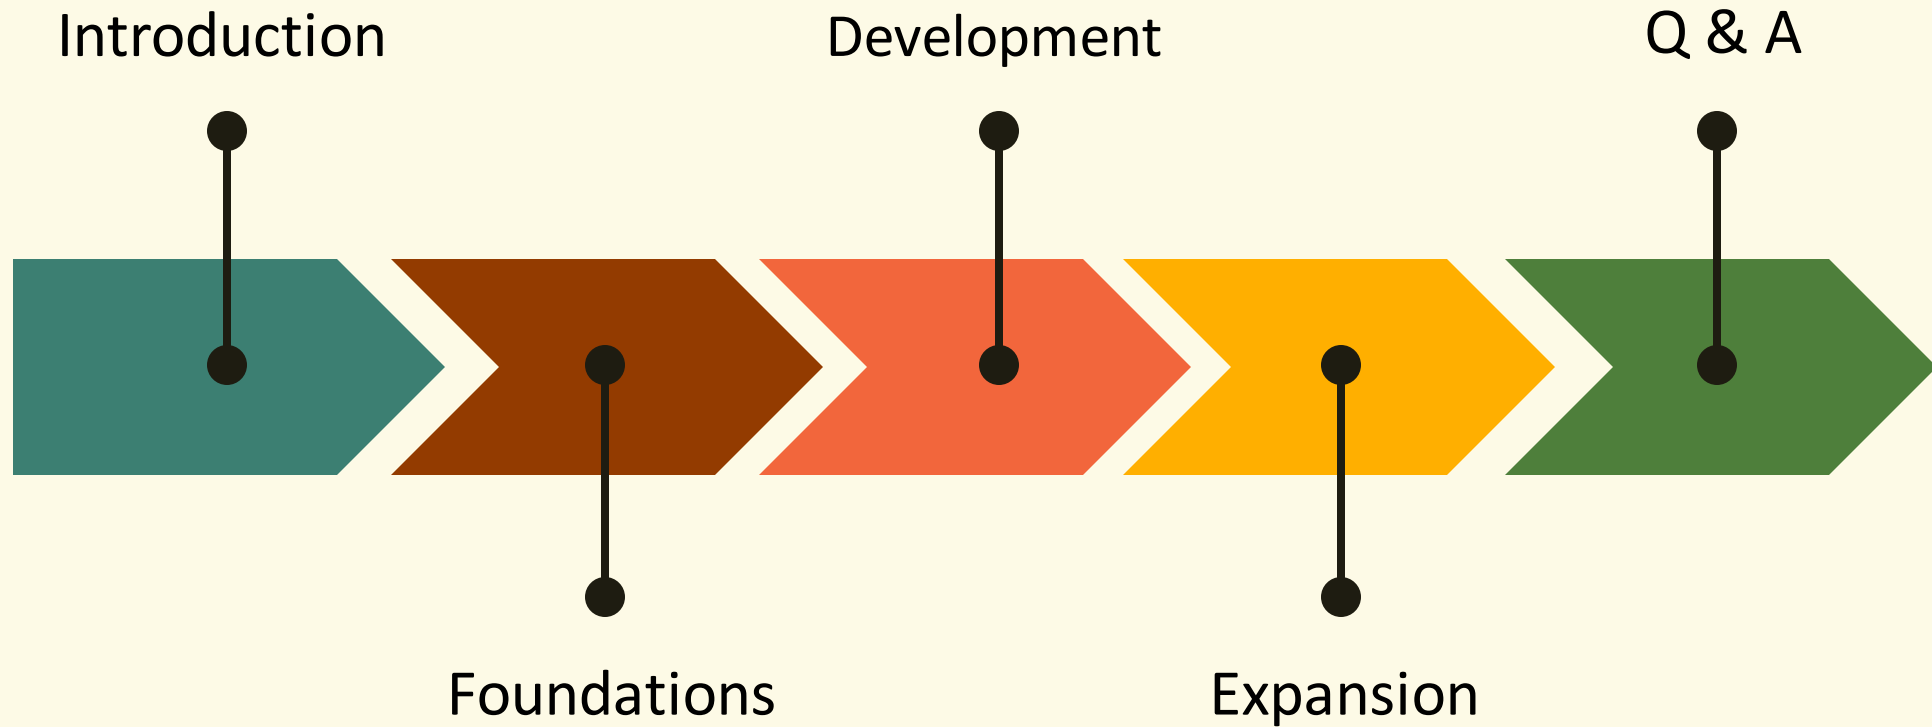 Introduction
Foundations
Development
Expansion
Q & A